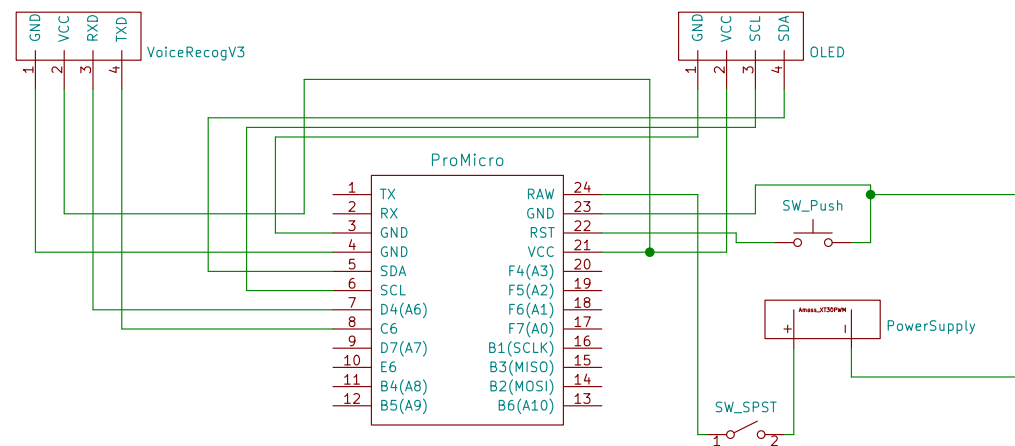 GND VCC RXD TXD
VoiceRecogV3
1 2 3 4
GND VCC SCL SDA
OLED
1 2 3 4
ProMicro
1 TX RAW 24
2 RX GND 23
3 GND RST 22
4 GND VCC 21
5 SDA F4(A3) 20
6 SCL F5(A2) 19
7 D4(A6) F6(A1) 18
8 C6 F7(A0) 17
9 D7(A7) B1(SCLK) 16
10 E6 B3(MISO) 15
11 B4(A8) B2(MOSI) 14
12 B5(A9) B6(A10) 13
SW_Push
Amass_XT30PWM
+ −
PowerSupply
SW_SPST
1 2